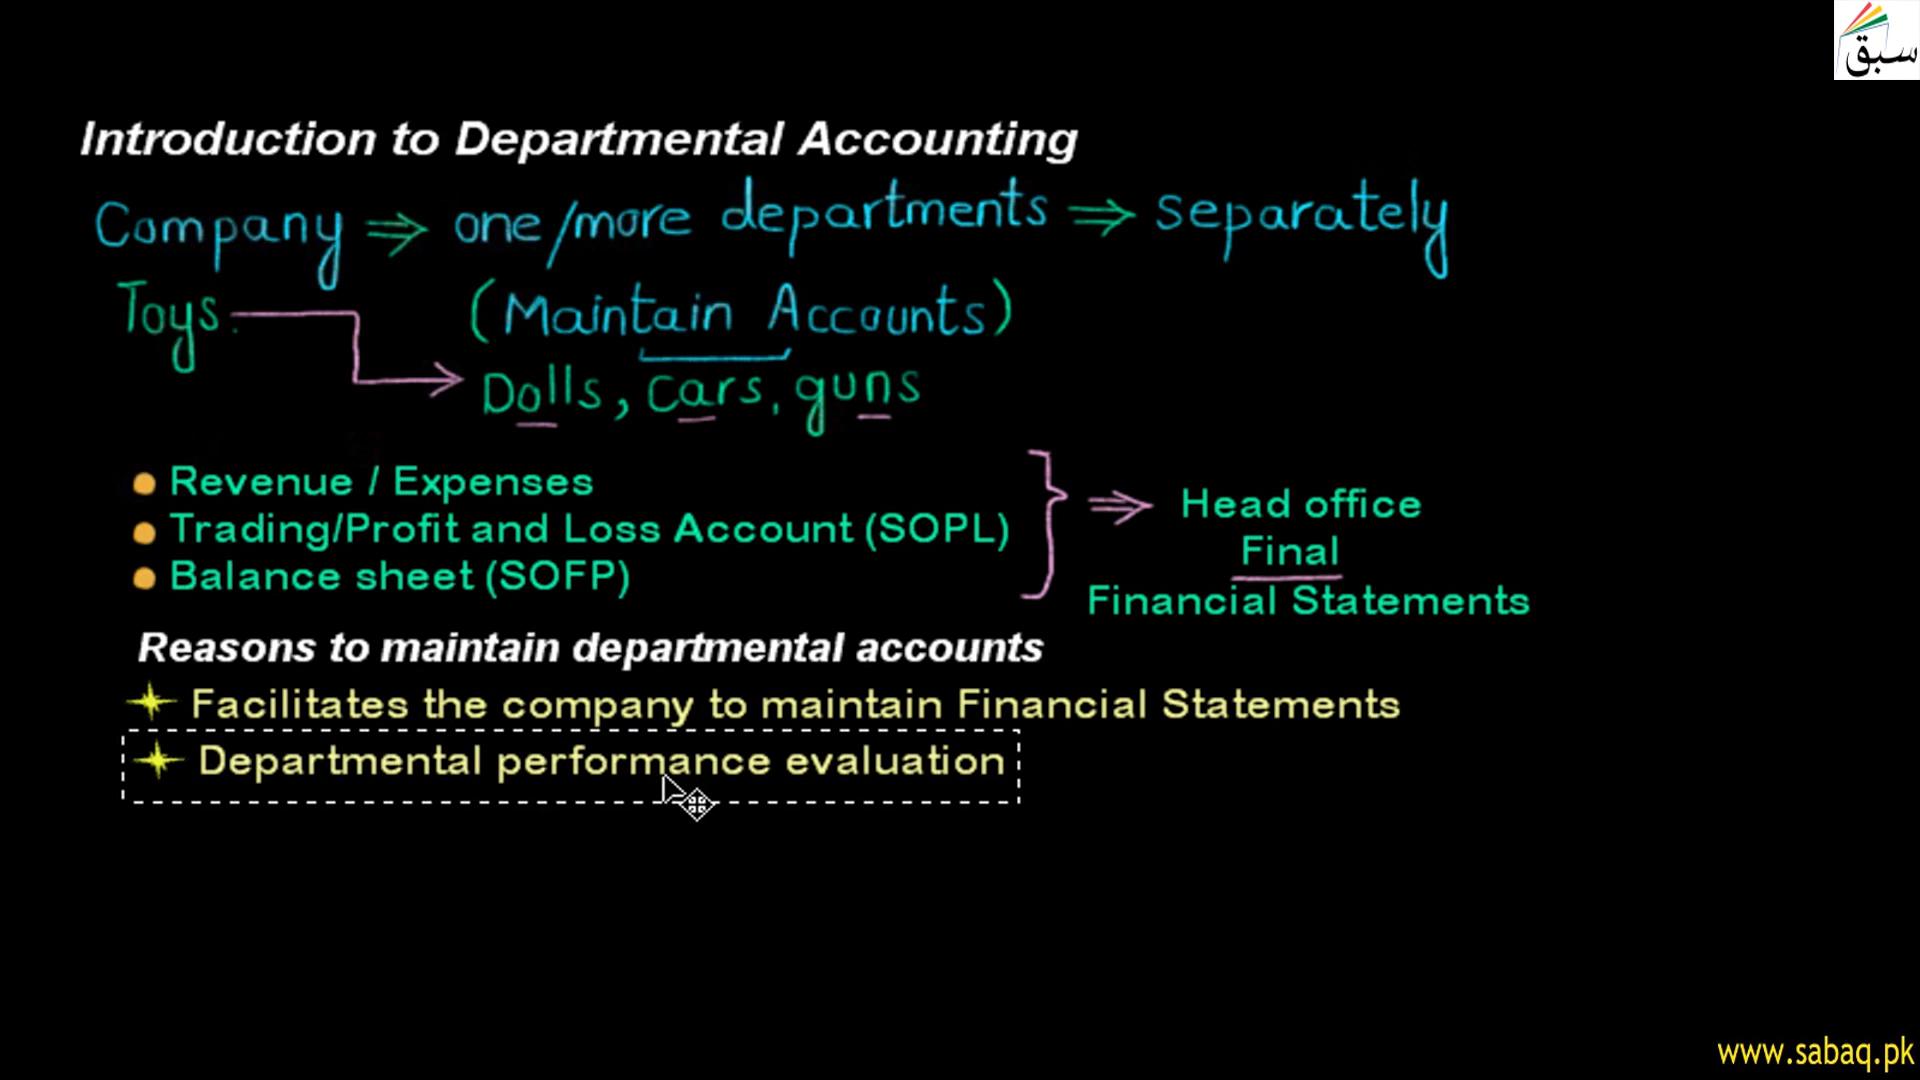 سبق
Introduction to Departmental Accounting
Company ⇒ one/more departments ⇒ separately
Toys. (Maintain Accounts)
Dolls, cars, guns
Revenue / Expenses
Trading/Profit and Loss Account (SOPL)
Balance sheet (SOFP)
Head office
Final
Financial Statements
Reasons to maintain departmental accounts
Facilitates the company to maintain Financial Statements
Departmental performance evaluation
www.sabaq.pk